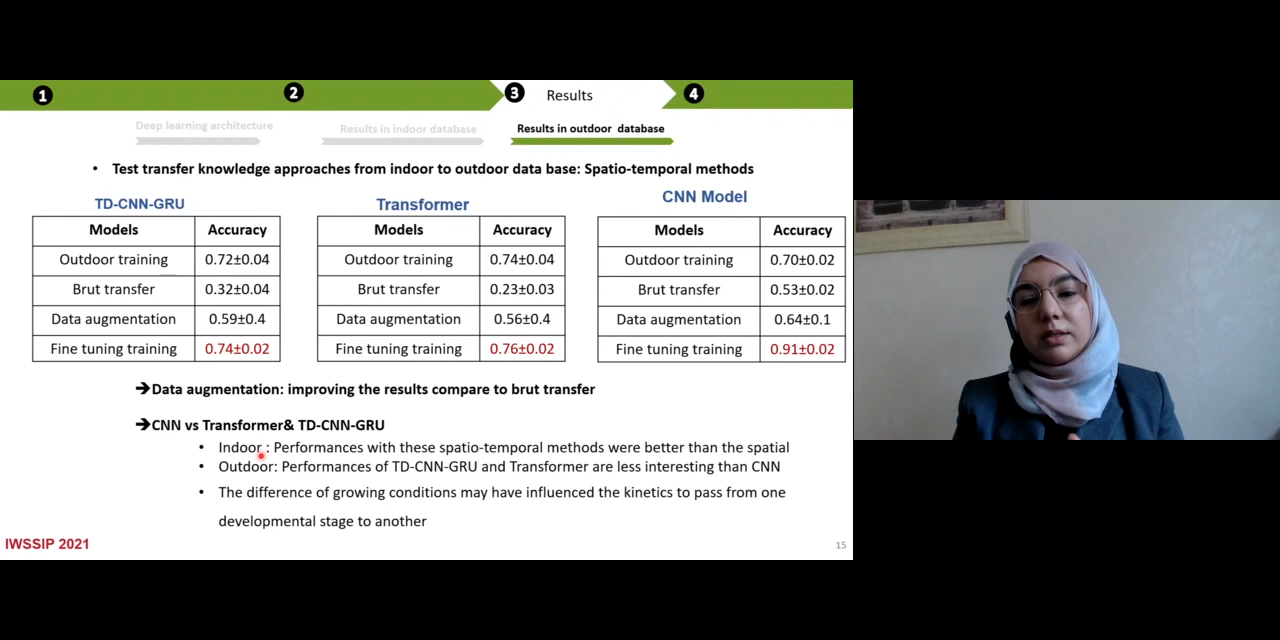 1 2 3 Results 4
Deep learning architecture Results in indoor database Results in outdoor database
• Test transfer knowledge approaches from indoor to outdoor data base: Spatio-temporal methods
TD-CNN-GRU
Models Accuracy
Outdoor training 0.72±0.04
Brut transfer 0.32±0.04
Data augmentation 0.59±0.4
Fine tuning training 0.74±0.02
Transformer
Models Accuracy
Outdoor training 0.74±0.04
Brut transfer 0.23±0.03
Data augmentation 0.56±0.4
Fine tuning training 0.76±0.02
CNN Model
Models Accuracy
Outdoor training 0.70±0.02
Brut transfer 0.53±0.02
Data augmentation 0.64±0.1
Fine tuning training 0.91±0.02
➔Data augmentation: improving the results compare to brut transfer
➔CNN vs Transformer& TD-CNN-GRU
• Indoor : Performances with these spatio-temporal methods were better than the spatial
• Outdoor: Performances of TD-CNN-GRU and Transformer are less interesting than CNN
• The difference of growing conditions may have influenced the kinetics to pass from one
developmental stage to another
IWSSIP 2021
15